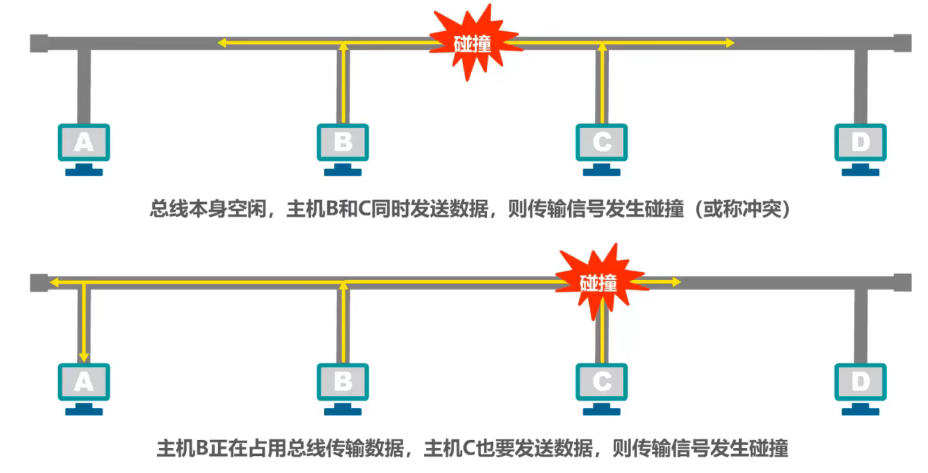 碰撞
A
B
C
D
总线本身空闲，主机B和C同时发送数据，则传输信号发生碰撞（或称冲突）
碰撞
A
B
C
D
主机B正在占用总线传输数据，主机C也要发送数据，则传输信号发生碰撞